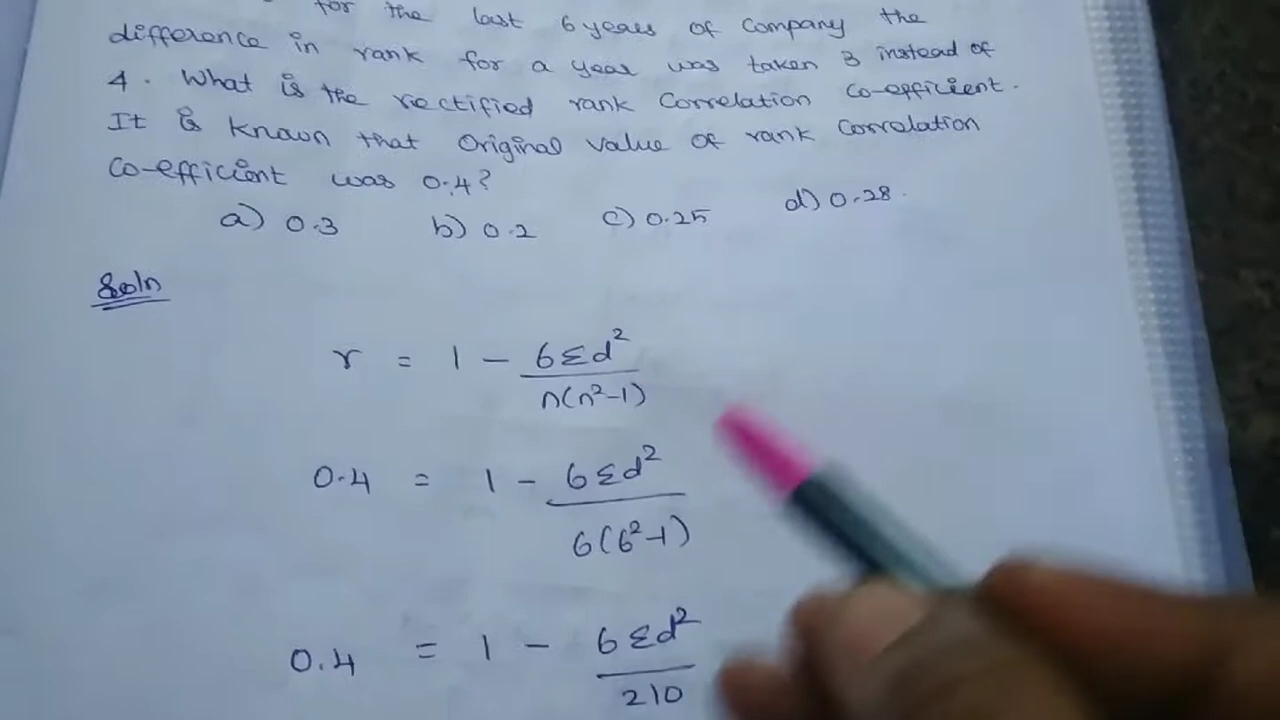 for the last 6 years of Company the
difference in rank for a year was taken 3 instead of
4. What is the rectified rank Correlation Co-efficient.
It is known that Original value of rank Correlation
Co-efficient was 0.4?
a) 0.3 b) 0.2 c) 0.25 d) 0.28.
Soln
r = 1 - 6Σd² / n(n²-1)
0.4 = 1 - 6Σd² / 6(6²-1)
0.4 = 1 - 6Σd² / 210